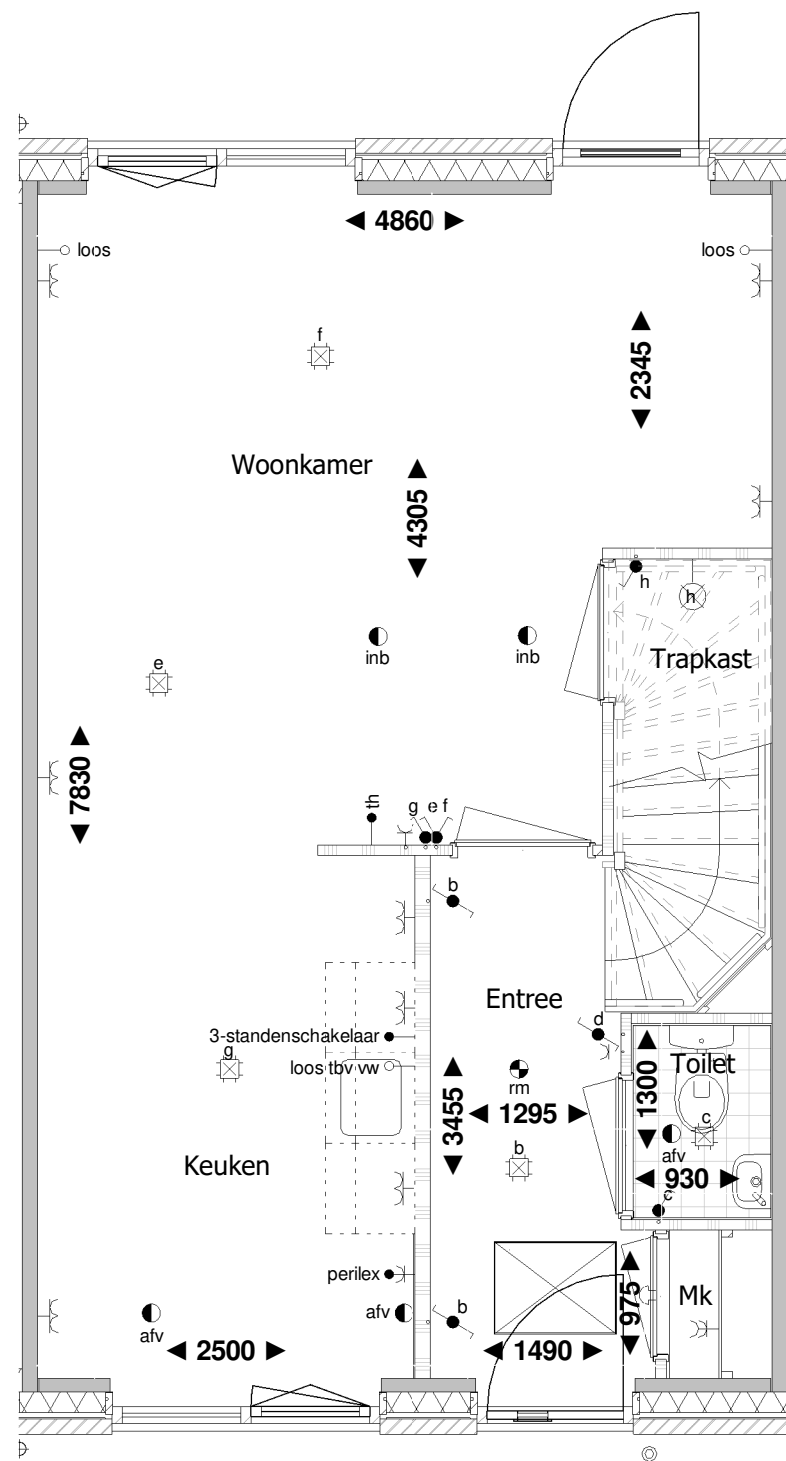 4860
loos
loos
f
2345
Woonkamer
4305
h
h
Trapkast
inb
inb
e
7830
th
g
e f
b
Entree
d
3-standenschakelaar
g
loos tbv vw
rm
3455
1295
1300
Toilet
c
afv
b
930
c
Keuken
perilex
afv
afv
b
975
Mk
2500
1490